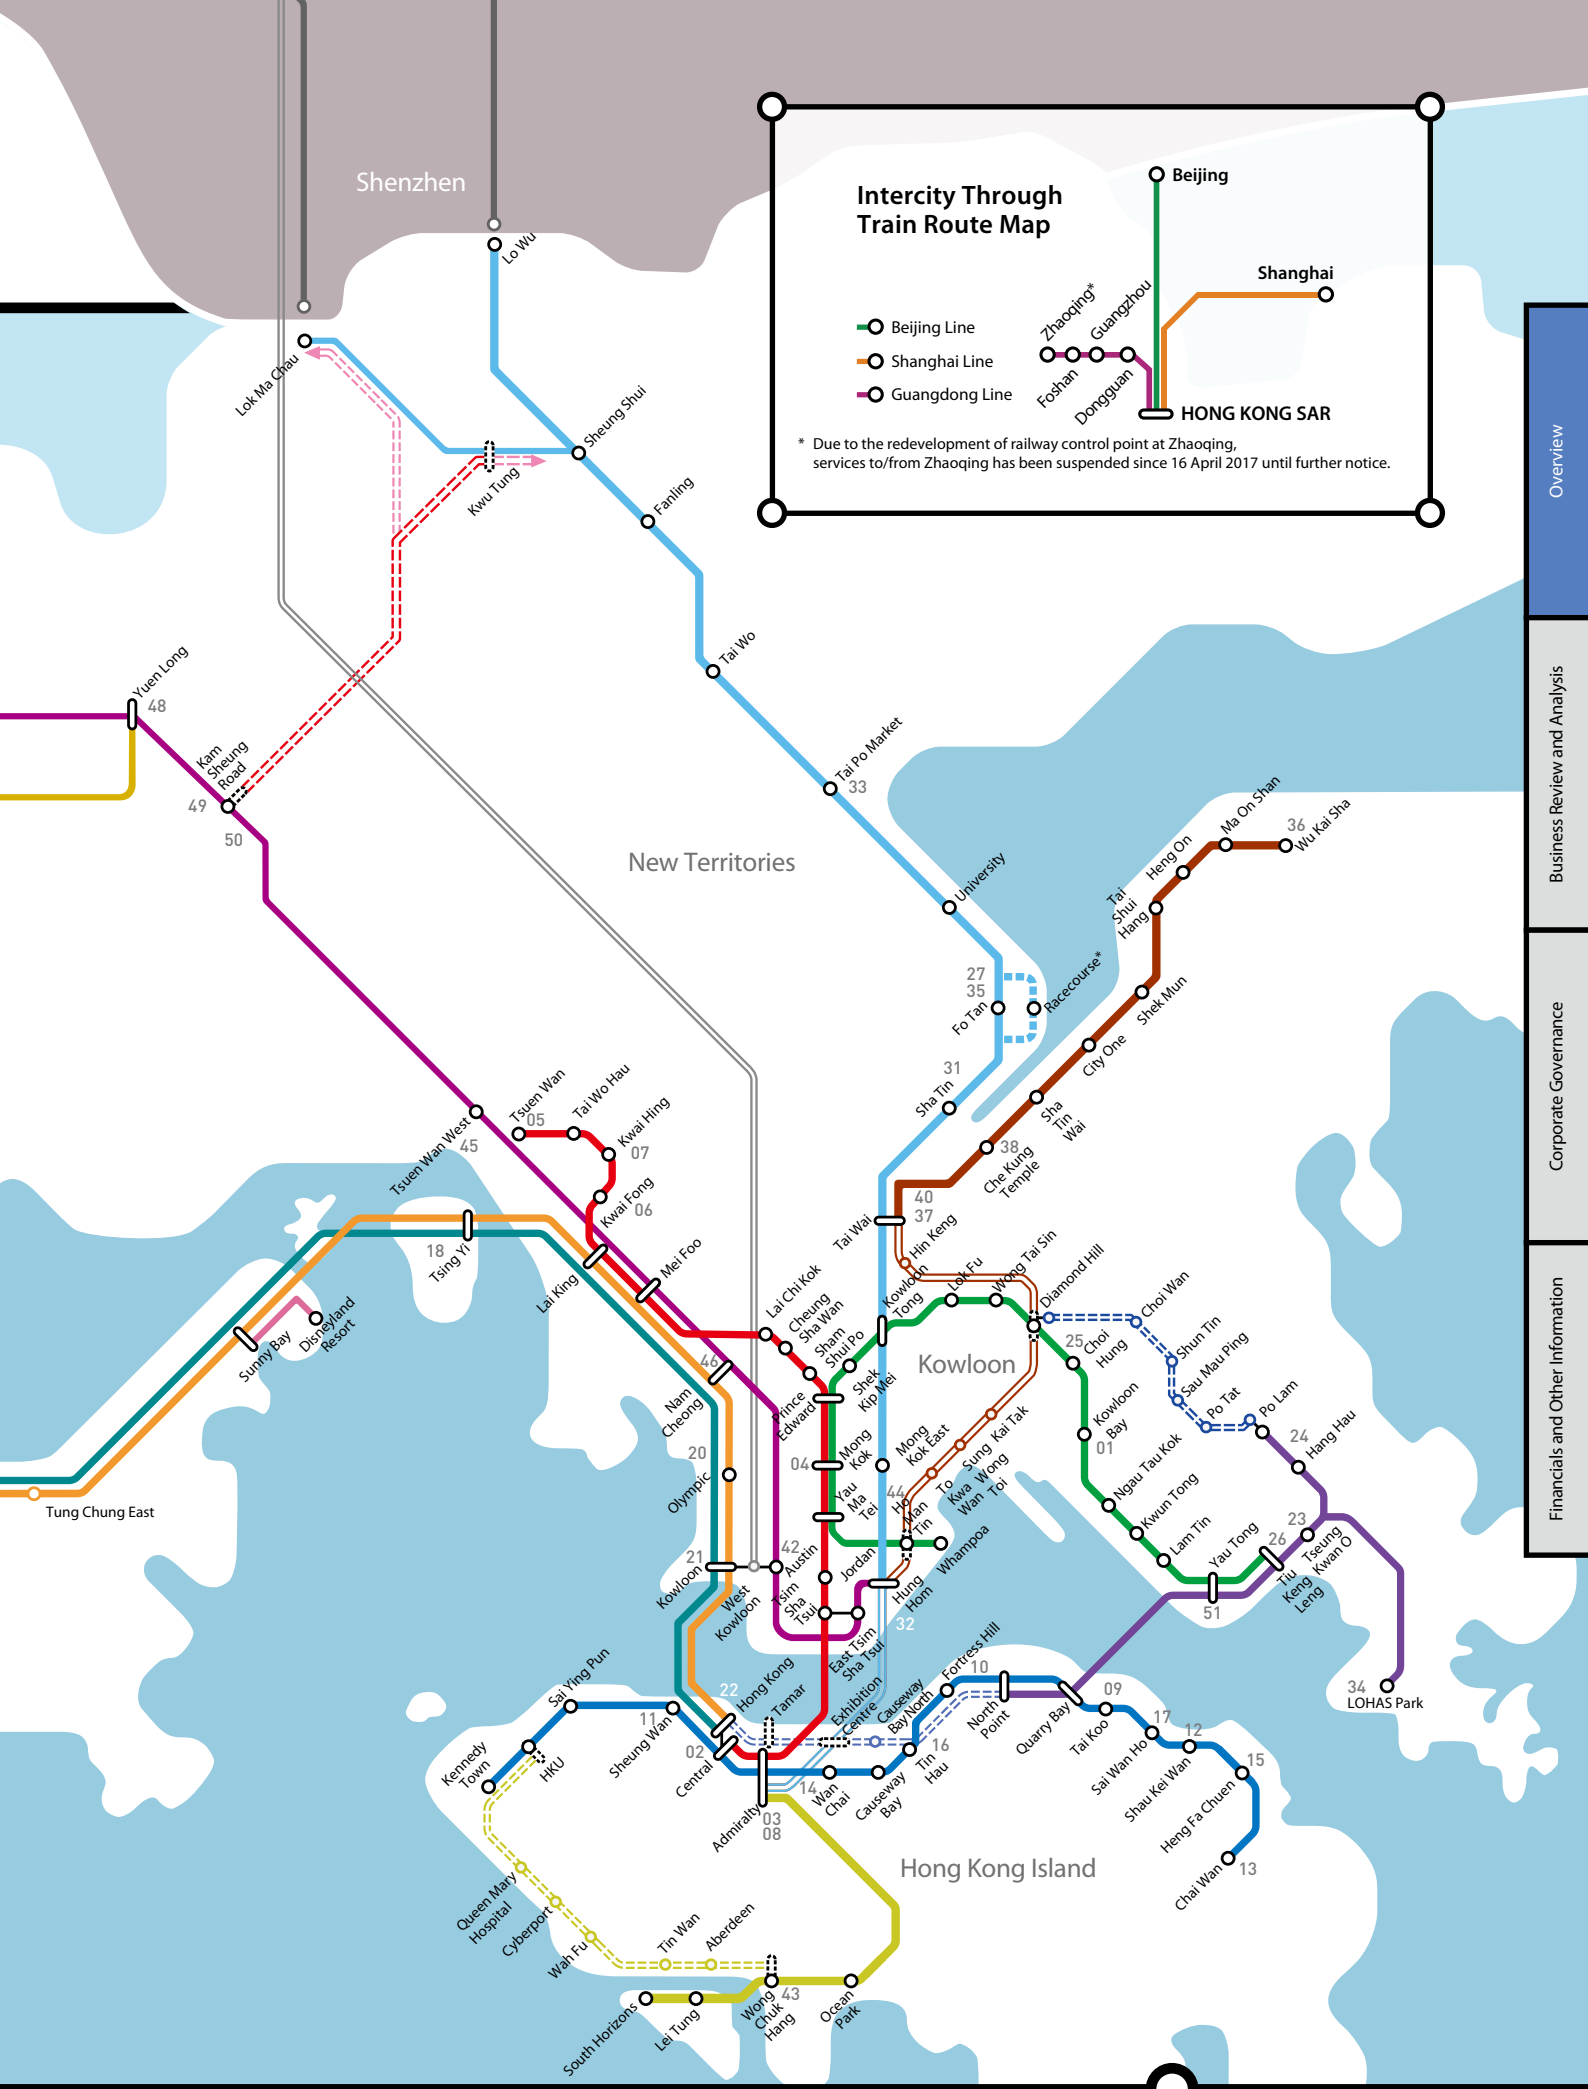 Shenzhen
Lo Wu
Intercity Through
Train Route Map
Beijing
Shanghai
Zhaoqing*
Guangzhou
Foshan
Dongguan
Beijing Line
Shanghai Line
Guangdong Line
HONG KONG SAR
* Due to the redevelopment of railway control point at Zhaoqing,
services to/from Zhaoqing has been suspended since 16 April 2017 until further notice.
Overview
Business Review and Analysis
Corporate Governance
Financials and Other Information
Lok Ma Chau
Sheung Shui
Kwu Tung
Fanling
Tai Wo
Yuen Long
48
Kam
Sheung
Road
49
50
Tai Po Market
33
New Territories
University
Ma On Shan
36
Wu Kai Sha
Heng On
Tai
Shui
Hang
27
35
Fo Tan
Racecourse*
Shek Mun
City One
31
Sha Tin
Sha
Tin
Wai
38
Che Kung
Temple
Tsuen Wan West
45
Tsuen Wan
05
Tai Wo Hau
Kwai Hing
07
Kwai Fong
06
40
37
Tai Wai
Hin Keng
18
Tsing Yi
Lai King
Mei Foo
Lai Chi Kok
Cheung
Sha Wan
Sham
Shui Po
Shek
Kip Mei
Kowloon
Tong
Lok Fu
Wong Tai Sin
Diamond Hill
Choi Wan
Shun Tin
Sau Mau Ping
Po Tat
Po Lam
25
Choi
Hung
Kowloon
Sunny Bay
Disneyland
Resort
46
Nam
Cheong
Prince
Edward
Kowloon
Bay
01
24
Hang Hau
20
Olympic
04
Mong
Kok
Mong
Kok East
Yau
Ma
Tei
44
Ho
Man
Tin
To
Kwa
Wan
Sung
Wong
Toi
Kai Tak
Whampoa
Ngau Tau Kok
Kwun Tong
Lam Tin
Yau Tong
51
26
Tiu
Keng
Leng
23
Tseung
Kwan O
Tung Chung East
21
Kowloon
West
Kowloon
42
Austin
Jordan
Tsim
Sha
Tsui
East Tsim
Sha Tsui
Hung
Hom
32
34
LOHAS Park
22
Hong Kong
Tamar
Exhibition
Centre
Causeway
Bay North
Fortress Hill
10
North
Point
Quarry Bay
09
Tai Koo
17
Sai Wan Ho
12
Shau Kei Wan
15
Heng Fa Chuen
Chai Wan
13
Sai Ying Pun
11
Sheung Wan
Kennedy
Town
HKU
02
Central
Admiralty
03
08
14
Wan
Chai
Causeway
Bay
16
Tin
Hau
Hong Kong Island
Queen Mary
Hospital
Cyberport
Wah Fu
Tin Wan
Aberdeen
Wong
Chuk
Hang
43
Ocean
Park
Lei Tung
South Horizons